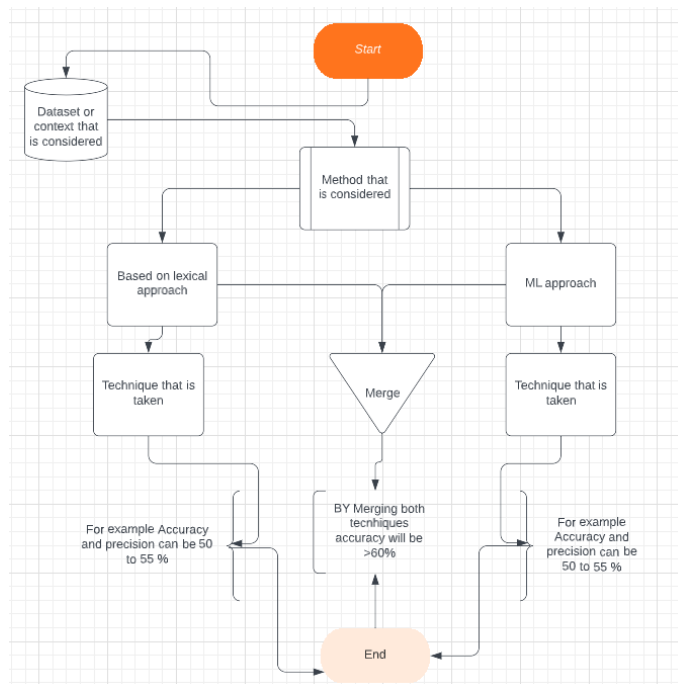 Start
Dataset or
context that
is considered
Method that
is considered
Based on lexical
approach
ML approach
Technique that is
taken
Merge
Technique that is
taken
For example Accuracy
and precision can be 50
to 55 %
BY Merging both
tecnhiques
accuracy will be
>60%
For example
Accuracy and
precision can be
50 to 55 %
End